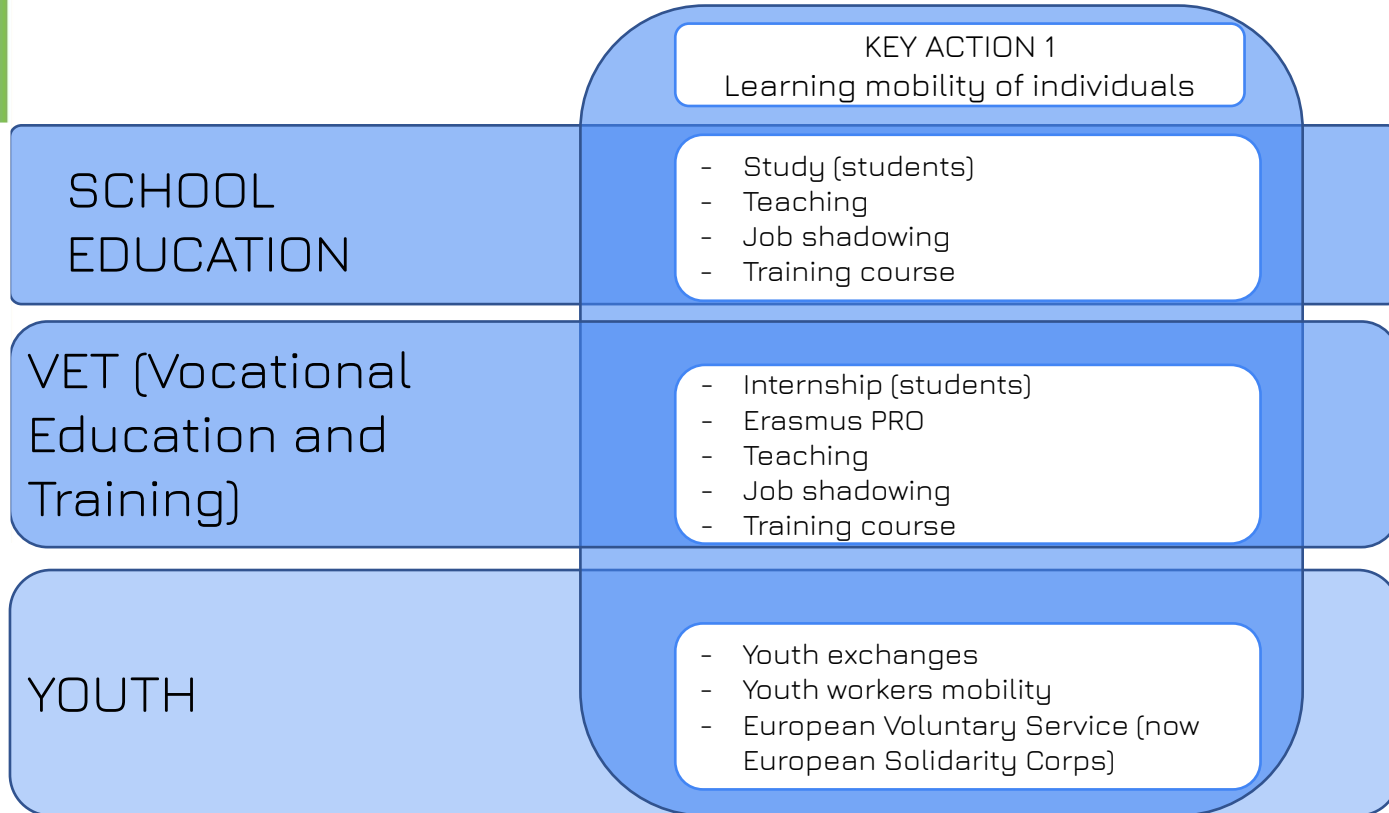 KEY ACTION 1
Learning mobility of individuals
SCHOOL
EDUCATION
- Study (students)
- Teaching
- Job shadowing
- Training course
VET (Vocational
Education and
Training)
- Internship (students)
- Erasmus PRO
- Teaching
- Job shadowing
- Training course
YOUTH
- Youth exchanges
- Youth workers mobility
- European Voluntary Service (now
European Solidarity Corps)